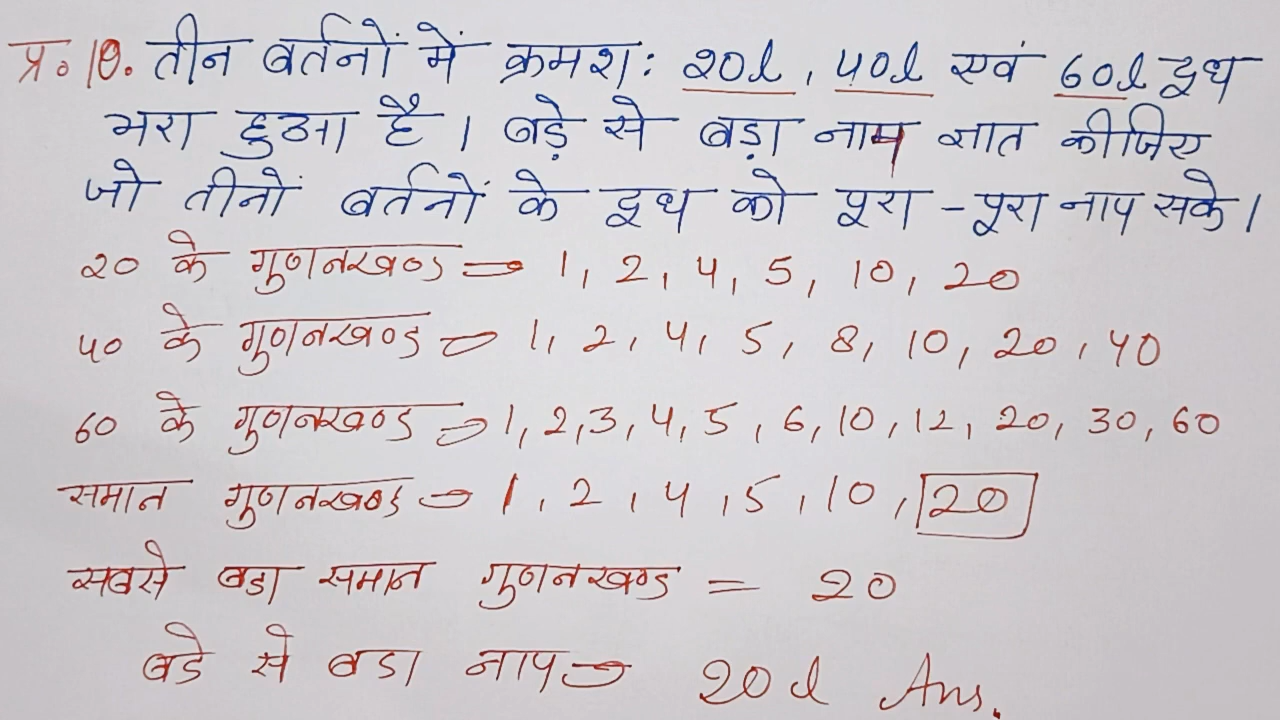 प्र. 10. तीन बर्तनों में क्रमश: 20l, 40l एवं 60l दूध
भरा हुआ है। बड़े से बड़ा नाप ज्ञात कीजिए
जो तीनों बर्तनों के दूध को पूरा-पूरा नाप सके।
20 के गुणनखण्ड → 1, 2, 4, 5, 10, 20
40 के गुणनखण्ड → 1, 2, 4, 5, 8, 10, 20, 40
60 के गुणनखण्ड → 1, 2, 3, 4, 5, 6, 10, 12, 20, 30, 60
समान गुणनखण्ड → 1, 2, 4, 5, 10, 20
सबसे बडा समान गुणनखण्ड = 20
बडे से बडा नाप → 20l Ans.